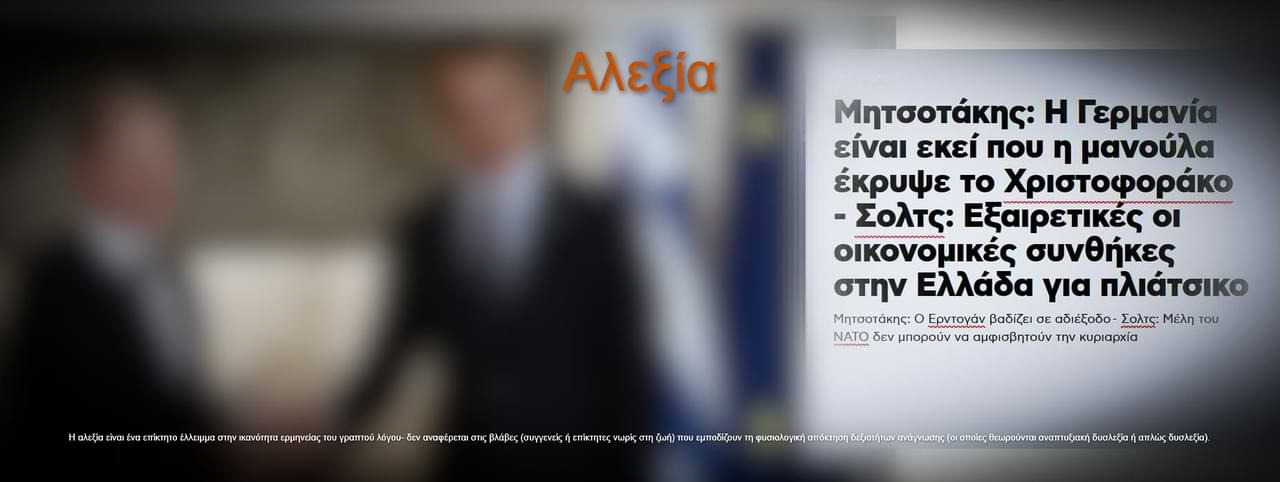 Αλεξία
Μητσοτάκης: Η Γερμανία
είναι εκεί που η μανούλα
έκρυψε το Χριστοφοράκο
- Σολτς: Εξαιρετικές οι
οικονομικές συνθήκες
στην Ελλάδα για πλιάτσικο
Μητσοτάκης: Ο Ερντογάν βαδίζει σε αδιέξοδο - Σολτς: Μέλη του
ΝΑΤΟ δεν μπορούν να αμφισβητούν την κυριαρχία
Η αλεξία είναι ένα επίκτητο έλλειμμα στην ικανότητα ερμηνείας του γραπτού λόγου- δεν αναφέρεται στις βλάβες (συγγενείς ή επίκτητες νωρίς στη ζωή) που εμποδίζουν τη φυσιολογική απόκτηση δεξιοτήτων ανάγνωσης (οι οποίες θεωρούνται αναπτυξιακή δυσλεξία ή απλώς δυσλεξία).